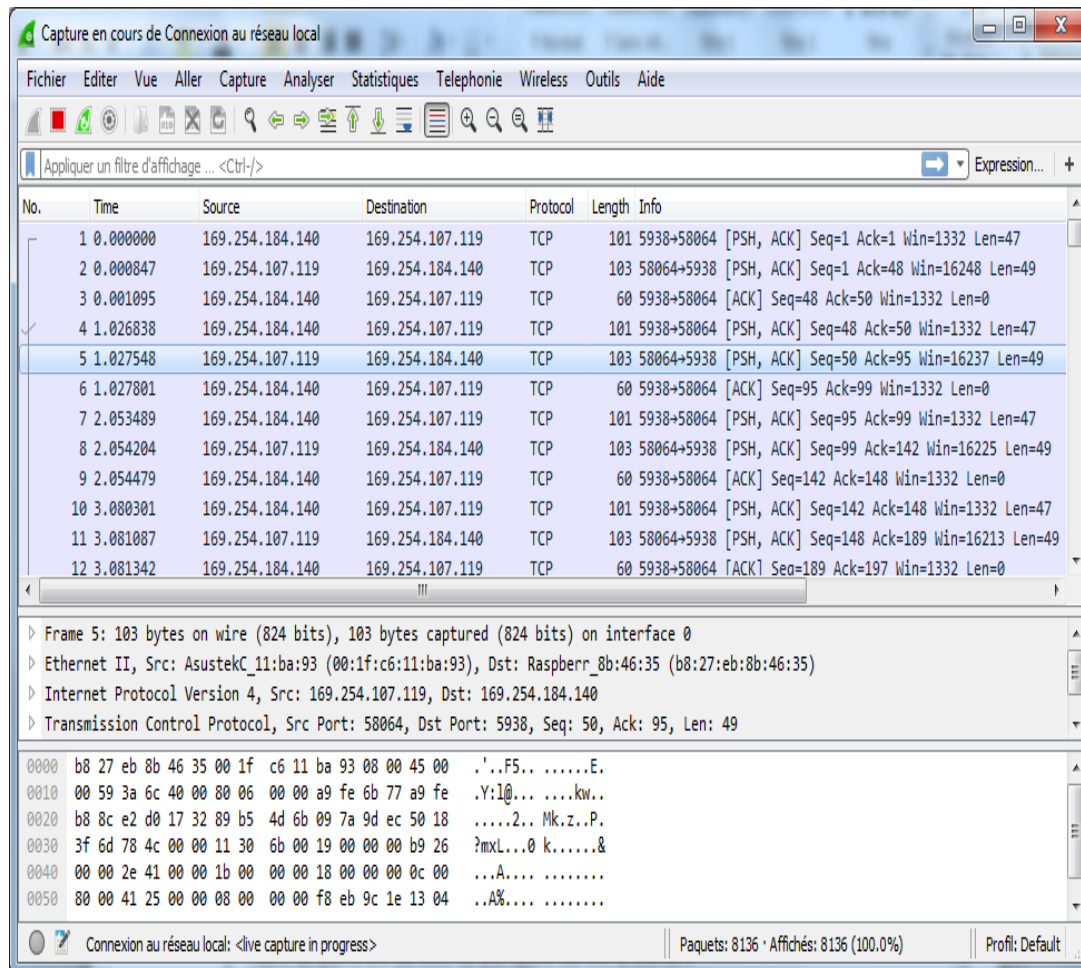 Capture en cours de Connexion au réseau local
Fichier Editer Vue Aller Capture Analyser Statistiques Telephonie Wireless Outils Aide
Appliquer un filtre d'affichage ... <Ctrl-/> Expression... +
No. Time Source Destination Protocol Length Info
1 0.000000 169.254.184.140 169.254.107.119 TCP 101 5938→58064 [PSH, ACK] Seq=1 Ack=1 Win=1332 Len=47
2 0.000847 169.254.107.119 169.254.184.140 TCP 103 58064→5938 [PSH, ACK] Seq=1 Ack=48 Win=16248 Len=49
3 0.001095 169.254.184.140 169.254.107.119 TCP 60 5938→58064 [ACK] Seq=48 Ack=50 Win=1332 Len=0
4 1.026838 169.254.184.140 169.254.107.119 TCP 101 5938→58064 [PSH, ACK] Seq=48 Ack=50 Win=1332 Len=47
5 1.027548 169.254.107.119 169.254.184.140 TCP 103 58064→5938 [PSH, ACK] Seq=50 Ack=95 Win=16237 Len=49
6 1.027801 169.254.184.140 169.254.107.119 TCP 60 5938→58064 [ACK] Seq=95 Ack=99 Win=1332 Len=0
7 2.053489 169.254.184.140 169.254.107.119 TCP 101 5938→58064 [PSH, ACK] Seq=95 Ack=99 Win=1332 Len=47
8 2.054204 169.254.107.119 169.254.184.140 TCP 103 58064→5938 [PSH, ACK] Seq=99 Ack=142 Win=16225 Len=49
9 2.054479 169.254.184.140 169.254.107.119 TCP 60 5938→58064 [ACK] Seq=142 Ack=148 Win=1332 Len=0
10 3.080301 169.254.184.140 169.254.107.119 TCP 101 5938→58064 [PSH, ACK] Seq=142 Ack=148 Win=1332 Len=47
11 3.081087 169.254.107.119 169.254.184.140 TCP 103 58064→5938 [PSH, ACK] Seq=148 Ack=189 Win=16213 Len=49
12 3.081342 169.254.184.140 169.254.107.119 TCP 60 5938→58064 [ACK] Seq=189 Ack=197 Win=1332 Len=0
Frame 5: 103 bytes on wire (824 bits), 103 bytes captured (824 bits) on interface 0
Ethernet II, Src: AsustekC_11:ba:93 (00:1f:c6:11:ba:93), Dst: Raspberr_8b:46:35 (b8:27:eb:8b:46:35)
Internet Protocol Version 4, Src: 169.254.107.119, Dst: 169.254.184.140
Transmission Control Protocol, Src Port: 58064, Dst Port: 5938, Seq: 50, Ack: 95, Len: 49
0000 b8 27 eb 8b 46 35 00 1f c6 11 ba 93 08 00 45 00 .'..F5.. ......E.
0010 00 59 3a 6c 40 00 80 06 00 00 a9 fe 6b 77 a9 fe .Y:l@... ....kw..
0020 b8 8c e2 d0 17 32 89 b5 4d 6b 09 7a 9d ec 50 18 .....2.. Mk.z..P.
0030 3f 6d 78 4c 00 00 11 30 6b 00 19 00 00 00 b9 26 ?mxL...0 k......&
0040 00 00 2e 41 00 00 1b 00 00 00 18 00 00 00 0c 00 ...A.... ........
0050 80 00 41 25 00 00 08 00 00 00 f8 eb 9c 1e 13 04 ..A%.... ........
Connexion au réseau local: <live capture in progress> Paquets: 8136 · Affichés: 8136 (100.0%) Profil: Default